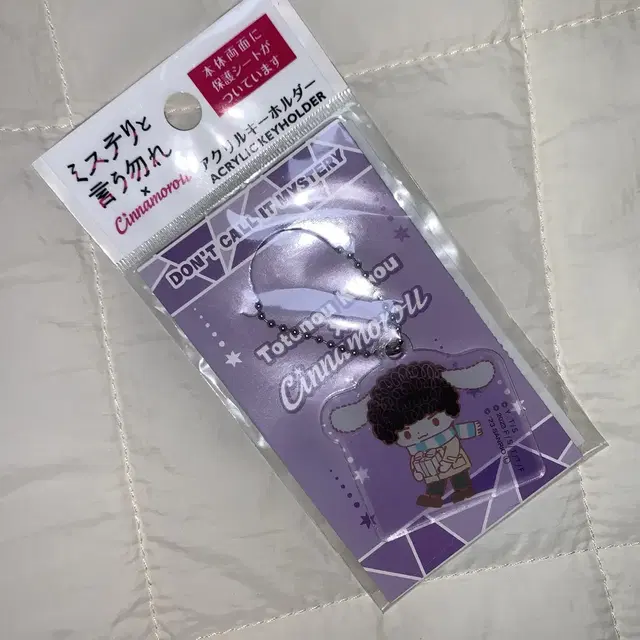 本体両面に
保護シートが
ついています
ミステリと
言う勿れ
×
Cinnamoroll
アクリルキーホルダー
ACRYLIC KEYHOLDER
DON'T CALL IT MYSTERY
Totonou
×
Cinnamoroll